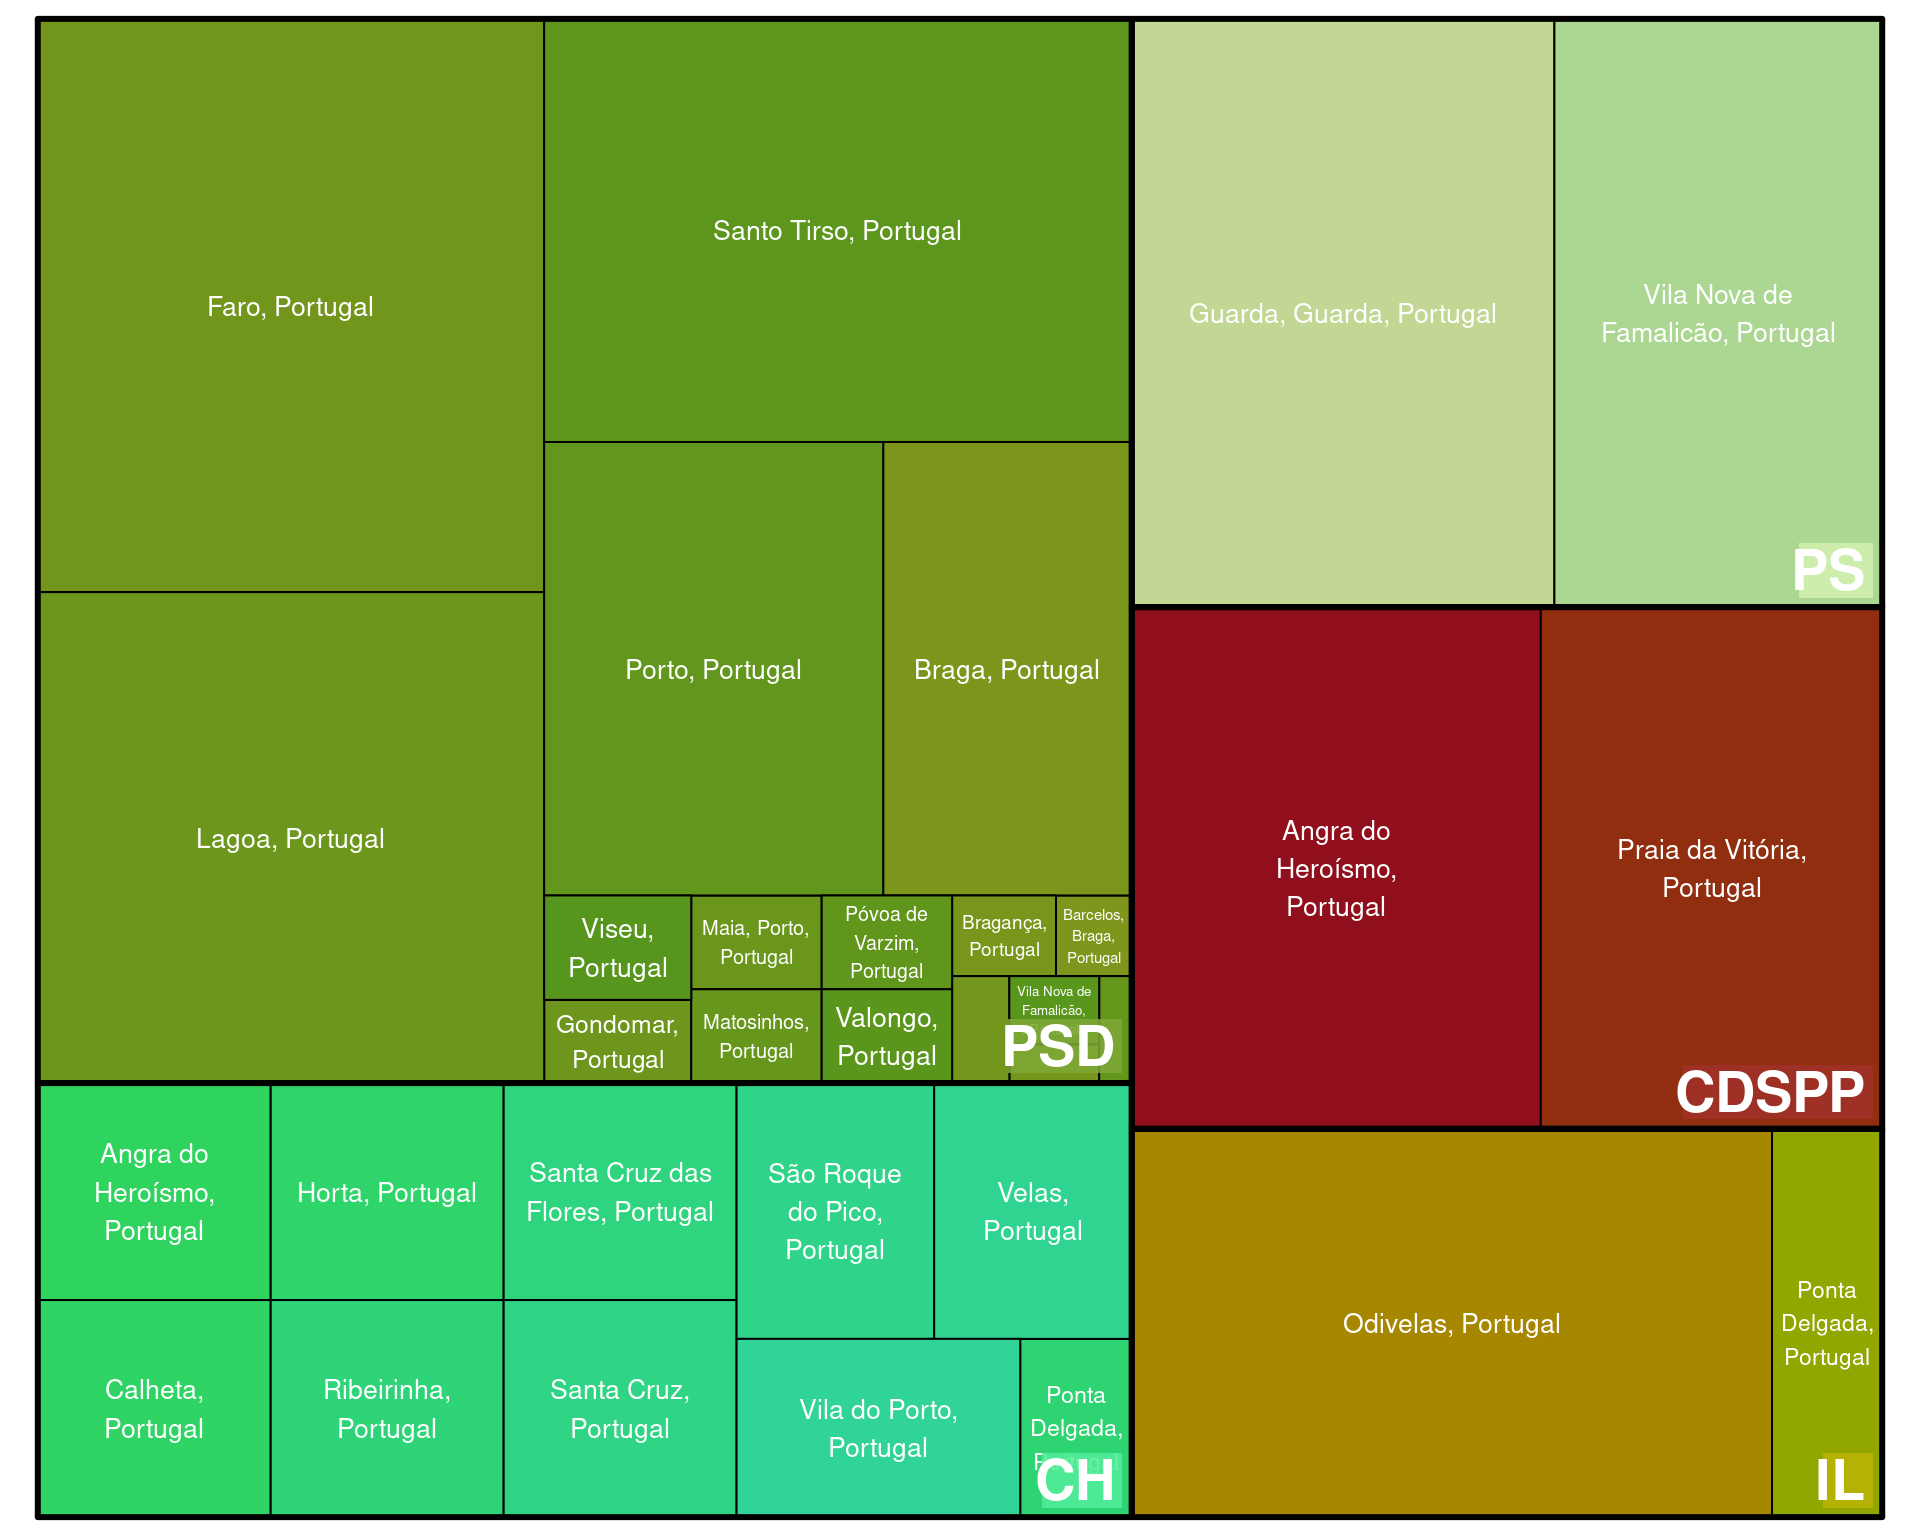 Faro, Portugal
Santo Tirso, Portugal
Lagoa, Portugal
Porto, Portugal
Braga, Portugal
Viseu,
Portugal
Gondomar,
Portugal
Maia, Porto,
Portugal
Matosinhos,
Portugal
Póvoa de
Varzim,
Portugal
Valongo,
Portugal
Bragança,
Portugal
Barcelos,
Braga,
Portugal
Vila Nova de
Famalicão,
PSD
Guarda, Guarda, Portugal
Vila Nova de
Famalicão, Portugal
PS
Angra do
Heroísmo,
Portugal
Praia da Vitória,
Portugal
CDSPP
Angra do
Heroísmo,
Portugal
Horta, Portugal
Santa Cruz das
Flores, Portugal
São Roque
do Pico,
Portugal
Velas,
Portugal
Calheta,
Portugal
Ribeirinha,
Portugal
Santa Cruz,
Portugal
Vila do Porto,
Portugal
Ponta
Delgada,
CH
Odivelas, Portugal
Ponta
Delgada,
Portugal
IL